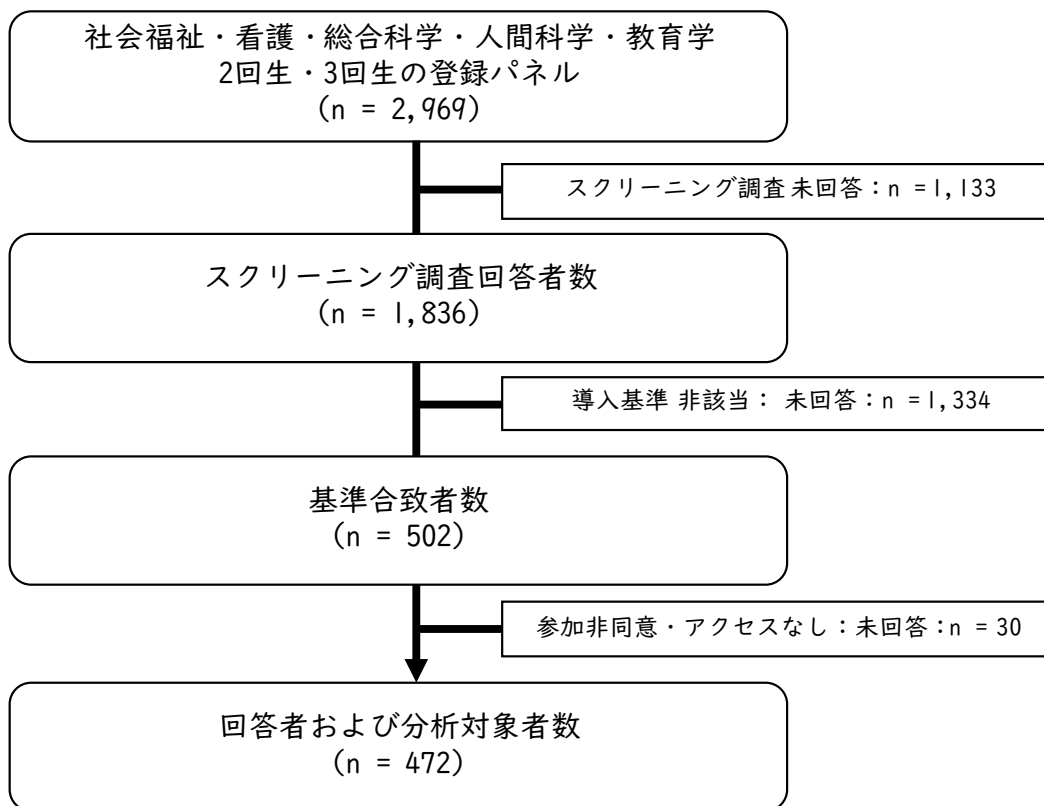 社会福祉・看護・総合科学・人間科学・教育学
2回生・3回生の登録パネル
(n = 2,969)
スクリーニング調査 未回答：n =1,133
スクリーニング調査回答者数
(n = 1,836)
導入基準 非該当： 未回答：n =1,334
基準合致者数
(n = 502)
参加非同意・アクセスなし：未回答：n = 30
回答者および分析対象者数
(n = 472)